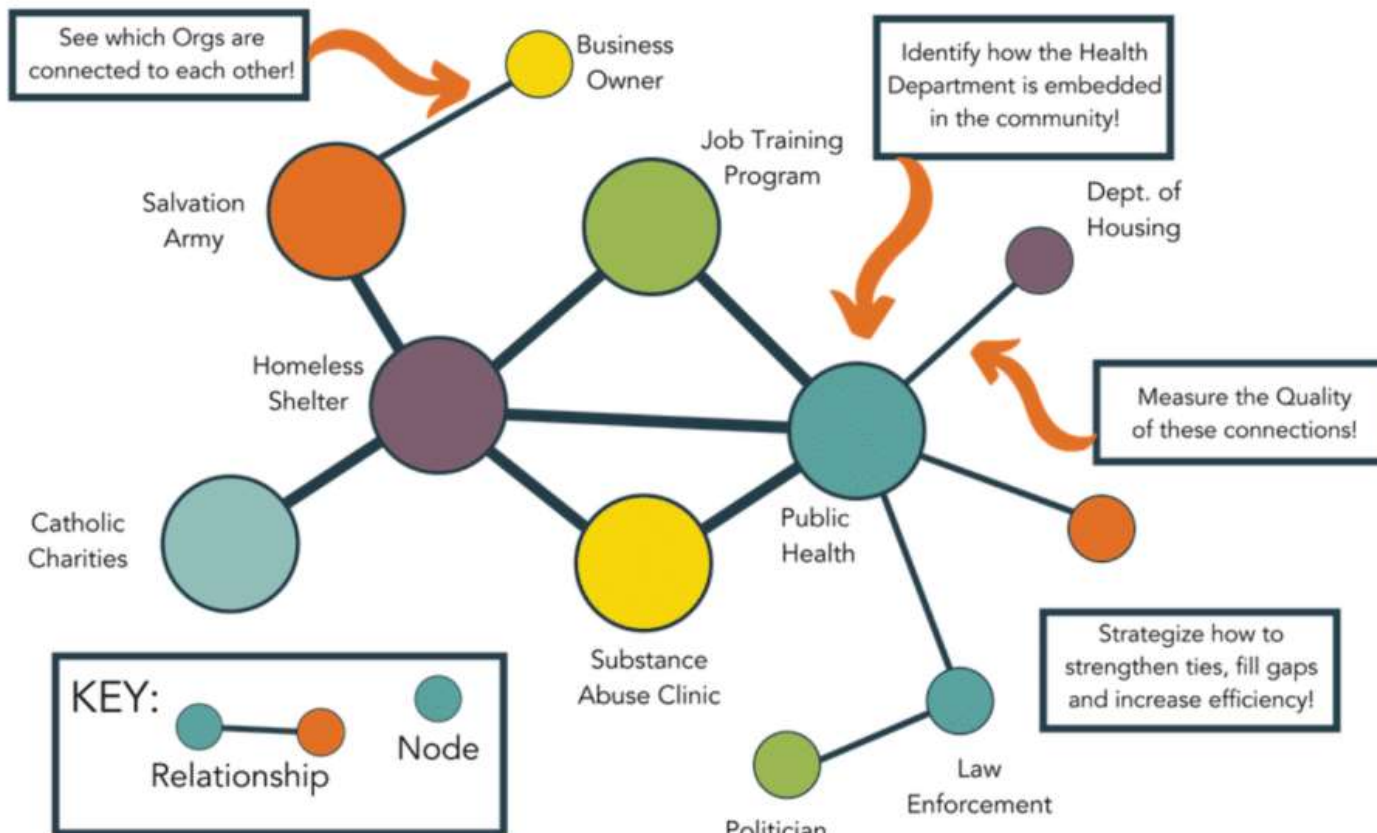 See which Orgs are
connected to each other!
Business
Owner
Identify how the Health
Department is embedded
in the community!
Job Training
Program
Salvation
Army
Dept. of
Housing
Homeless
Shelter
Measure the Quality
of these connections!
Catholic
Charities
Public
Health
Substance
Abuse Clinic
Strategize how to
strengthen ties, fill gaps
and increase efficiency!
KEY:
Relationship
Node
Law
Enforcement
Politician